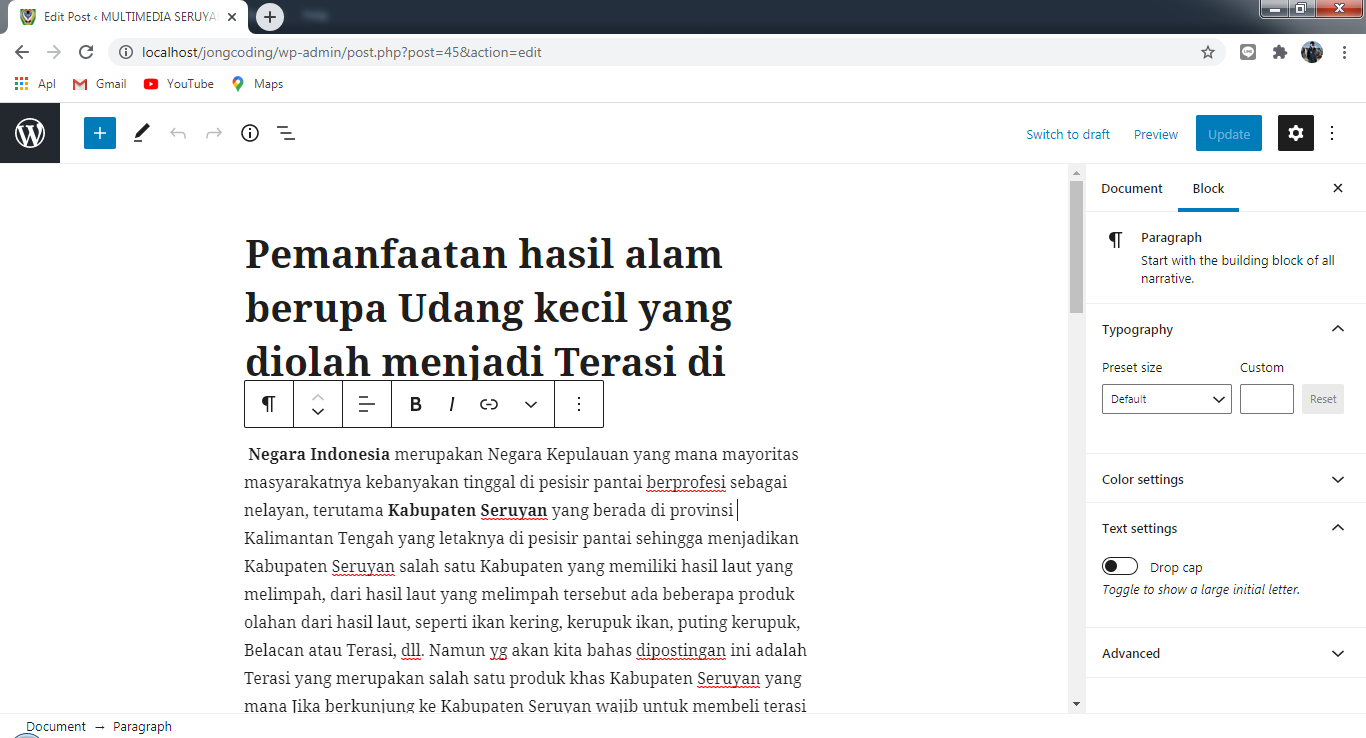 Edit Post ‹ MULTIMEDIA SERUYA
localhost/jongcoding/wp-admin/post.php?post=45&action=edit
Apl Gmail YouTube Maps
Switch to draft Preview Update
Document Block
Paragraph
Start with the building block of all
narrative.
Typography
Preset size Custom
Default Reset
Color settings
Text settings
Drop cap
Toggle to show a large initial letter.
Advanced
Pemanfaatan hasil alam
berupa Udang kecil yang
diolah menjadi Terasi di
B I
Negara Indonesia merupakan Negara Kepulauan yang mana mayoritas
masyarakatnya kebanyakan tinggal di pesisir pantai berprofesi sebagai
nelayan, terutama Kabupaten Seruyan yang berada di provinsi
Kalimantan Tengah yang letaknya di pesisir pantai sehingga menjadikan
Kabupaten Seruyan salah satu Kabupaten yang memiliki hasil laut yang
melimpah, dari hasil laut yang melimpah tersebut ada beberapa produk
olahan dari hasil laut, seperti ikan kering, kerupuk ikan, puting kerupuk,
Belacan atau Terasi, dll. Namun yg akan kita bahas dipostingan ini adalah
Terasi yang merupakan salah satu produk khas Kabupaten Seruyan yang
mana Jika berkunjung ke Kabupaten Seruyan wajib untuk membeli terasi
Document → Paragraph